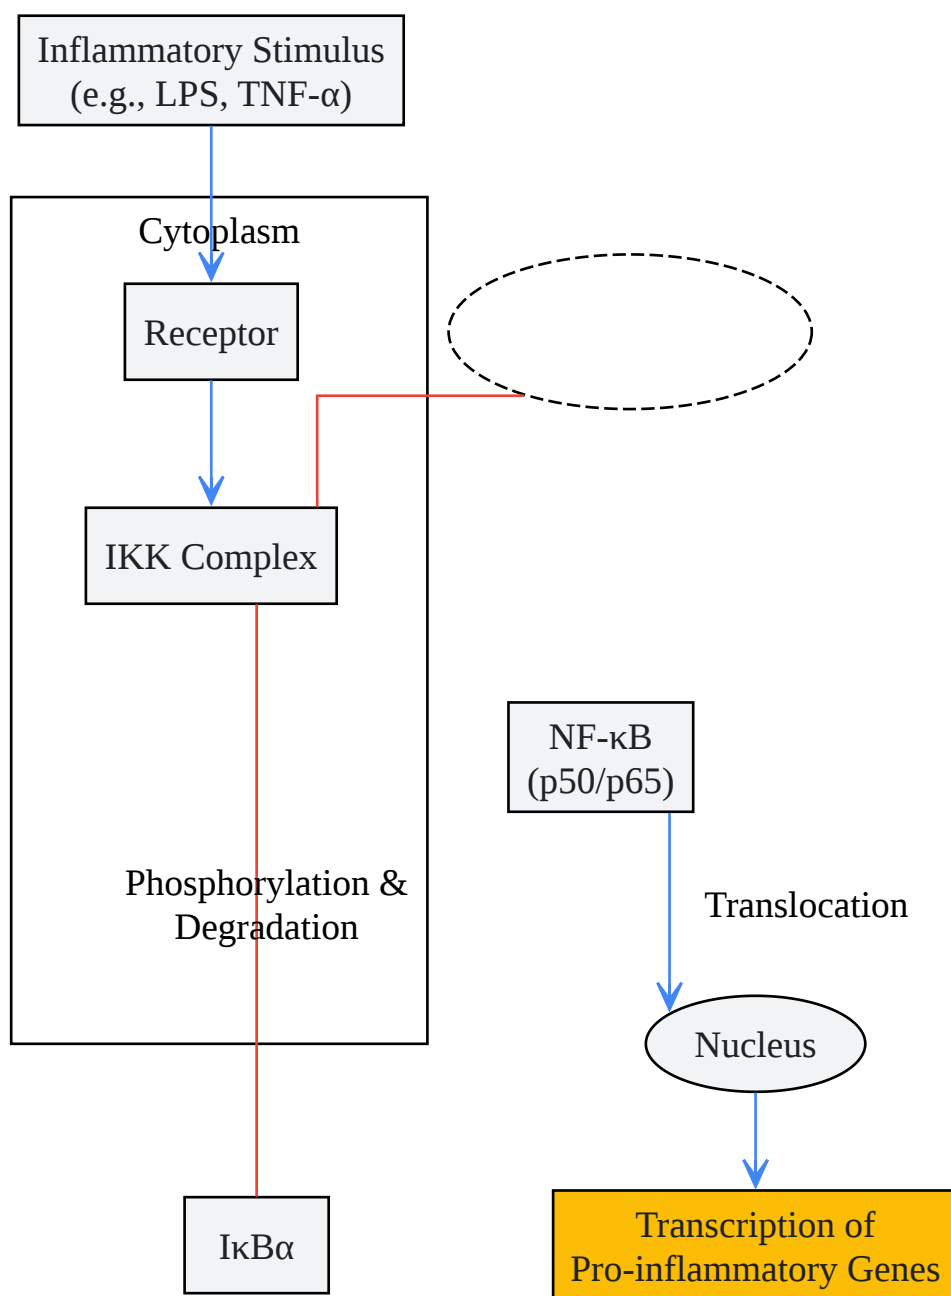 Inflammatory Stimulus
(e.g., LPS, TNF-α)
Cytoplasm
Receptor
IKK Complex
NF-κB
(p50/p65)
Phosphorylation &
Degradation
Translocation
Nucleus
IκBα
Transcription of
Pro-inflammatory Genes